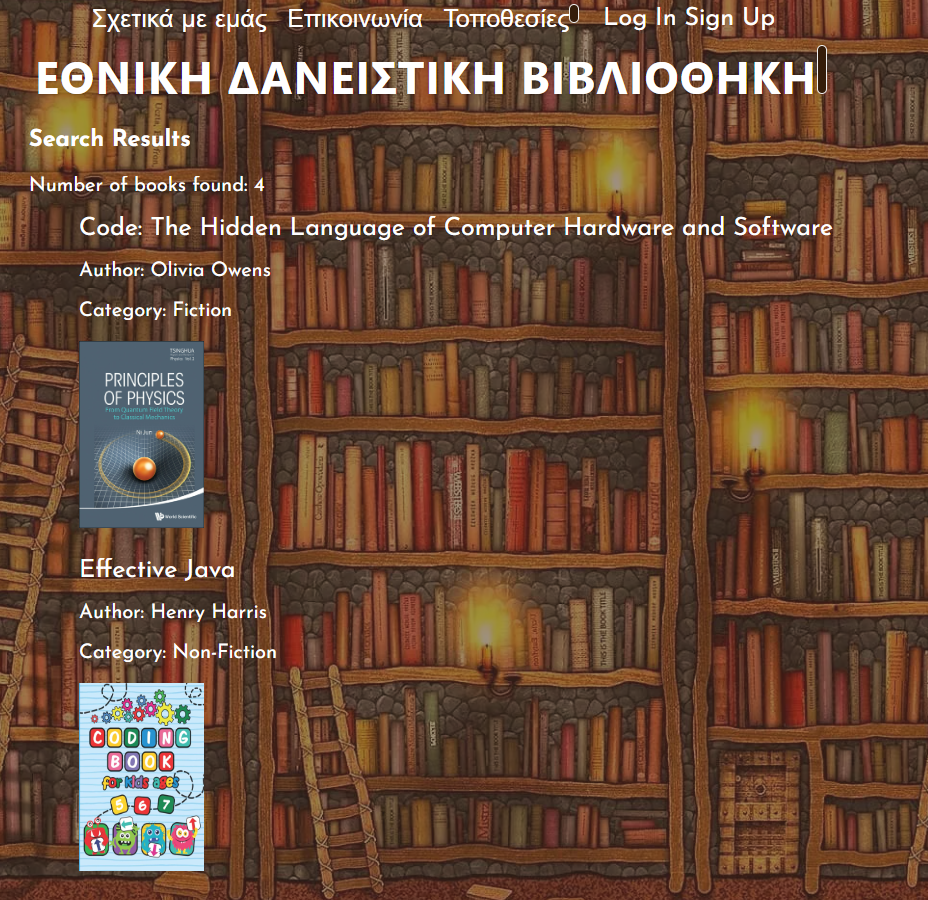 Σχετικά με εμάς Επικοινωνία Τοποθεσίες Log In Sign Up
ΕΘΝΙΚΗ ΔΑΝΕΙΣΤΙΚΗ ΒΙΒΛΙΟΘΗΚΗ
Search Results
Number of books found: 4
Code: The Hidden Language of Computer Hardware and Software
Author: Olivia Owens
Category: Fiction
TSINGHUA
PRINCIPLES
OF PHYSICS
From Quantum Field Theory
to Classical Mechanics
Ni Jun
World Scientific
Effective Java
Author: Henry Harris
Category: Non-Fiction
CODING
BOOK
for kids ages
5 6 7